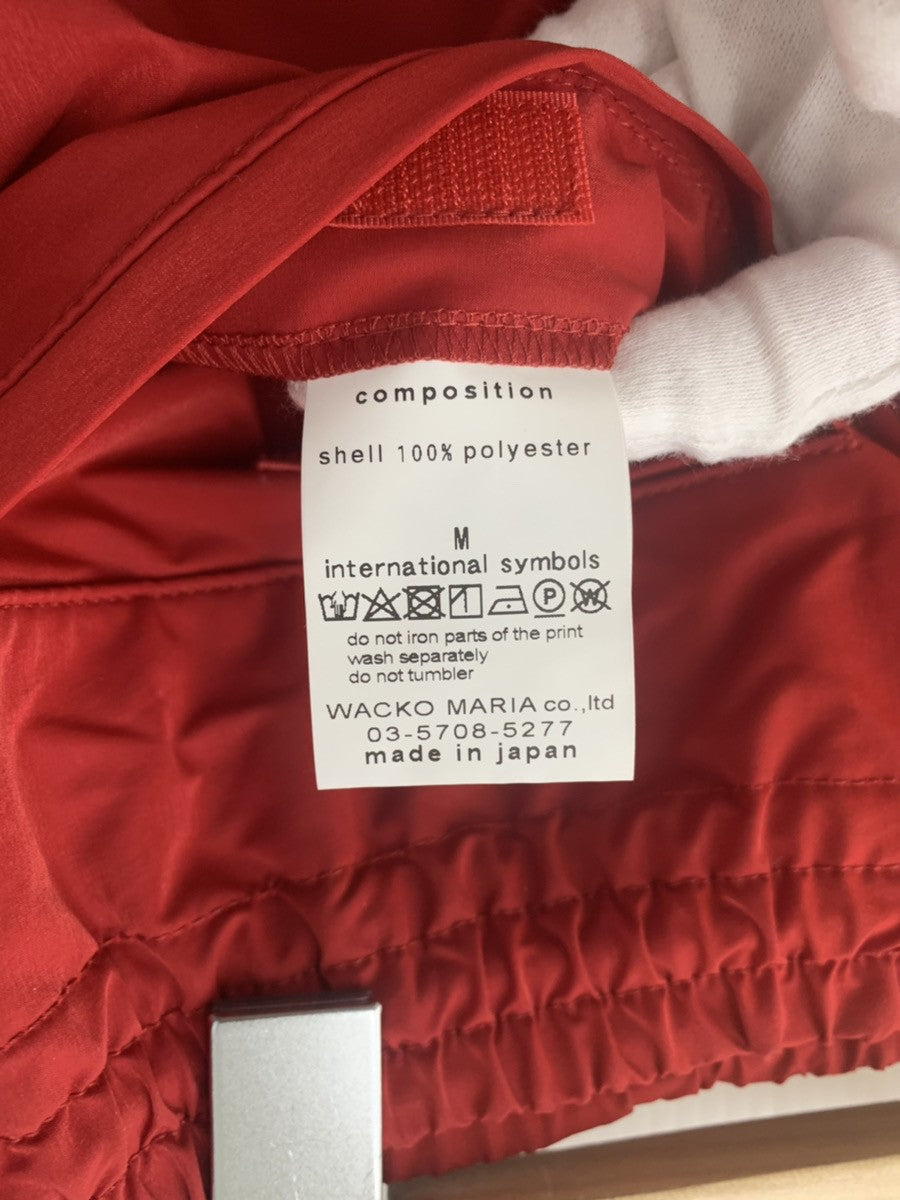 composition
shell 100% polyester
M
international symbols
P W
do not iron parts of the print
wash separately
do not tumbler
WACKO MARIA co.,ltd
03-5708-5277
made in japan